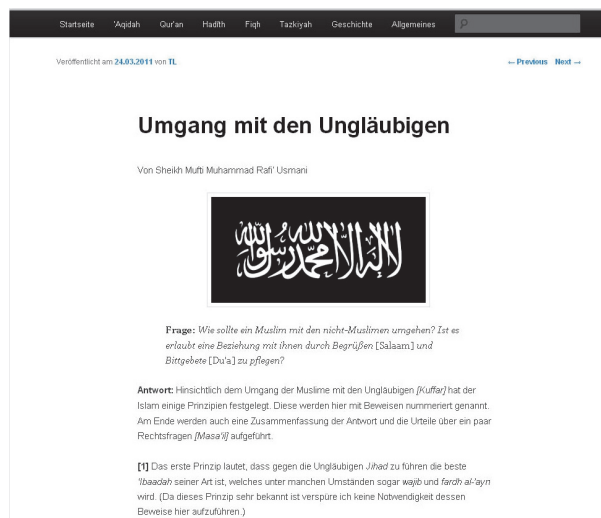 Startseite 'Aqidah Qur'an Hadîth Fiqh Tazkiyah Geschichte Allgemeines
Veröffentlicht am 24.03.2011 von TL ← Previous Next →
Umgang mit den Ungläubigen
Von Sheikh Mufti Muhammad Rafi' Usmani
لا إله إلا الله محمد رسول الله
Frage: Wie sollte ein Muslim mit den nicht-Muslimen umgehen? Ist es
erlaubt eine Beziehung mit ihnen durch Begrüßen [Salaam] und
Bittgebete [Du'a] zu pflegen?
Antwort: Hinsichtlich dem Umgang der Muslime mit den Ungläubigen [Kuffar] hat der
Islam einige Prinzipien festgelegt. Diese werden hier mit Beweisen nummeriert genannt.
Am Ende werden auch eine Zusammenfassung der Antwort und die Urteile über ein paar
Rechtsfragen [Masa'il] aufgeführt.
[1] Das erste Prinzip lautet, dass gegen die Ungläubigen Jihad zu führen die beste
'Ibaadah seiner Art ist, welches unter manchen Umständen sogar wajib und fardh al-'ayn
wird. (Da dieses Prinzip sehr bekannt ist verspüre ich keine Notwendigkeit dessen
Beweise hier aufzuführen.)